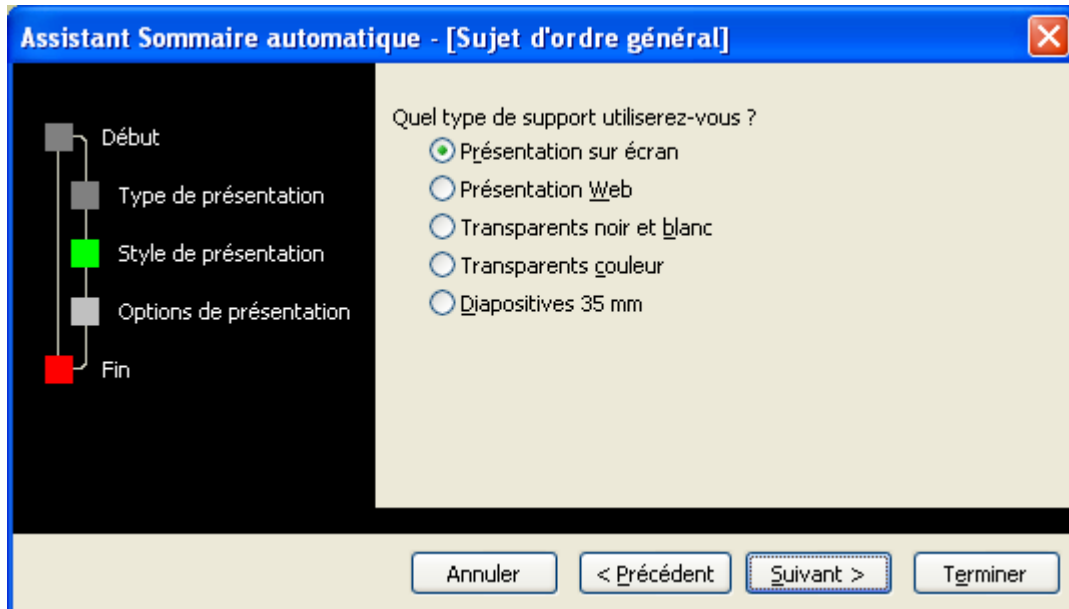 Assistant Sommaire automatique - [Sujet d'ordre général]
Début
Type de présentation
Style de présentation
Options de présentation
Fin
Quel type de support utiliserez-vous ?
Présentation sur écran
Présentation Web
Transparents noir et blanc
Transparents couleur
Diapositives 35 mm
Annuler
< Précédent
Suivant >
Terminer